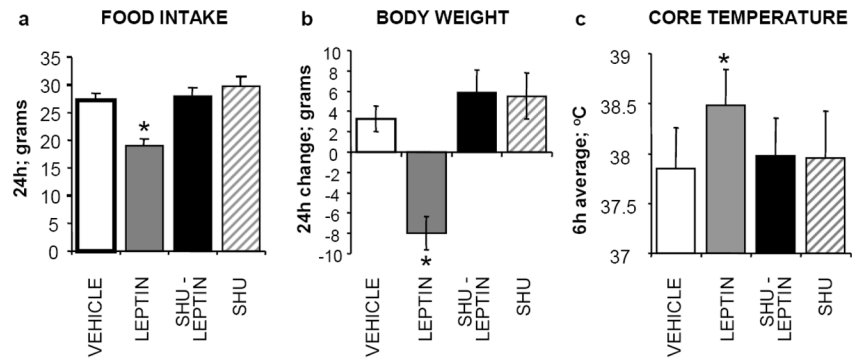 a FOOD INTAKE
24h; grams
35
30
25
20
15
10
5
0
*
VEHICLE
LEPTIN
SHU -
LEPTIN
SHU
b BODY WEIGHT
24h change; grams
10
8
6
4
2
0
-2
-4
-6
-8
-10
*
VEHICLE
LEPTIN
SHU -
LEPTIN
SHU
c CORE TEMPERATURE
6h average; ºC
39
38.5
38
37.5
37
*
VEHICLE
LEPTIN
SHU -
LEPTIN
SHU